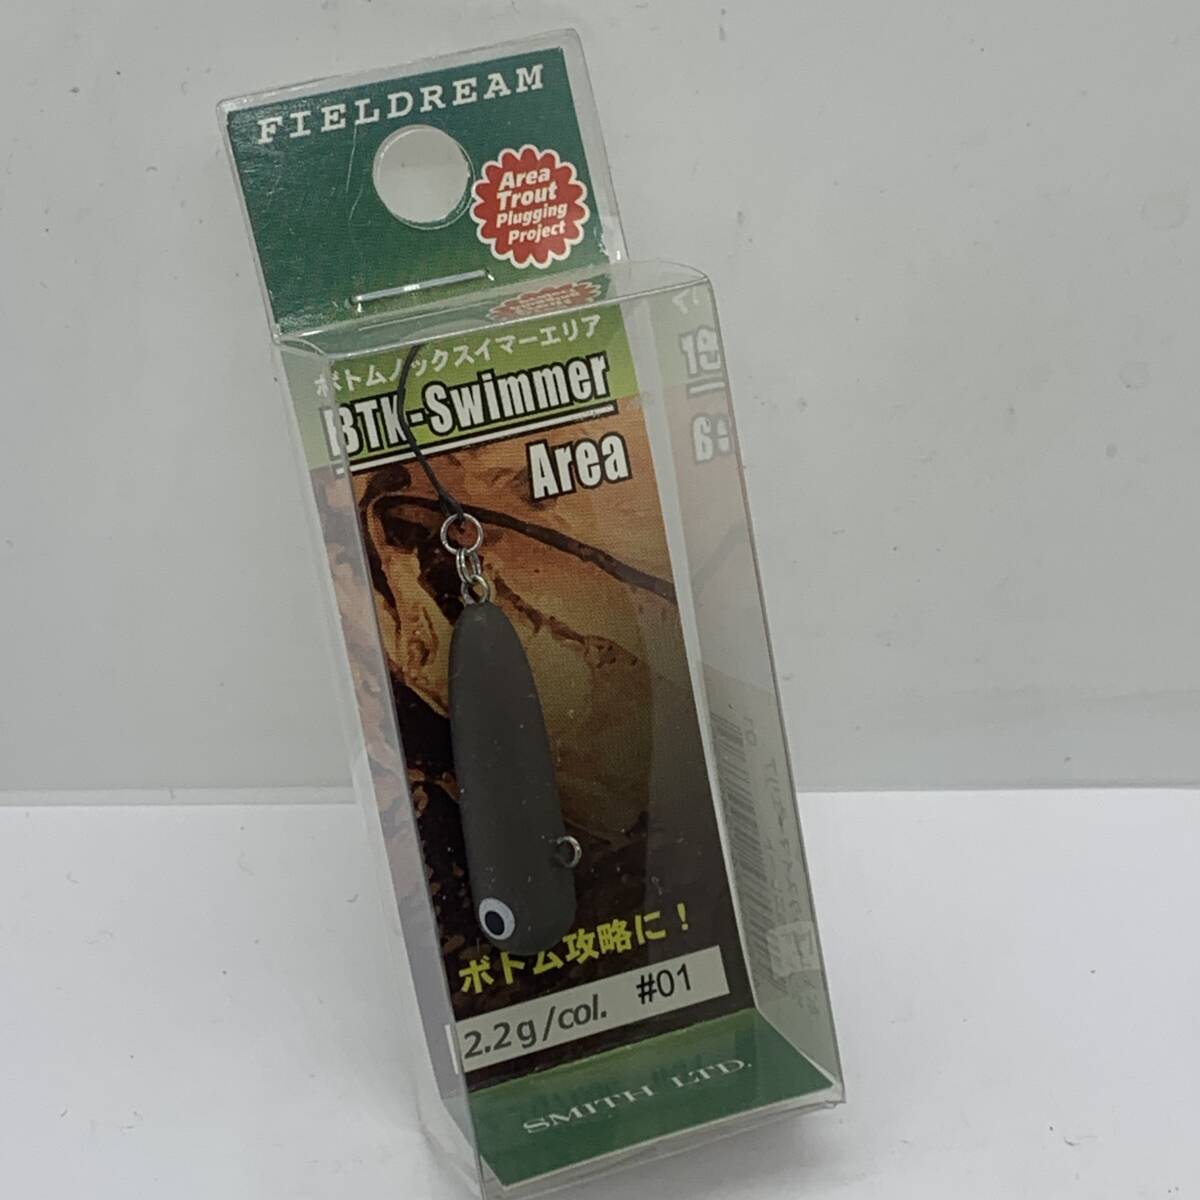 FIELDREAM
Area
Trout
Plugging
Project
ボトムノックスイマーエリア
BTK-Swimmer
Area
ボトム攻略に!
2.2g/col. #01
SMITH LTD.